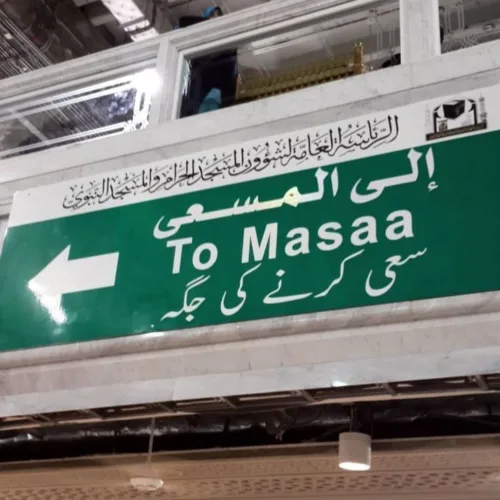 الرئاسة العامة لشؤون المسجد الحرام والمسجد النبوي
إلى المسعى
To Masaa
سعی کرنے کی جگہ